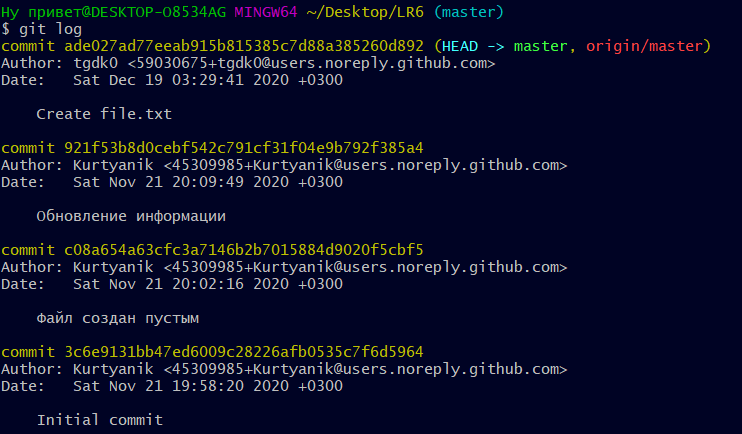 Ну привет@DESKTOP-O8534AG MINGW64 ~/Desktop/LR6 (master)
$ git log
commit ade027ad77eeab915b815385c7d88a385260d892 (HEAD -> master, origin/master)
Author: tgdk0 <59030675+tgdk0@users.noreply.github.com>
Date:   Sat Dec 19 03:29:41 2020 +0300

    Create file.txt

commit 921f53b8d0cebf542c791cf31f04e9b792f385a4
Author: Kurtyanik <45309985+Kurtyanik@users.noreply.github.com>
Date:   Sat Nov 21 20:09:49 2020 +0300

    Обновление информации

commit c08a654a63cfc3a7146b2b7015884d9020f5cbf5
Author: Kurtyanik <45309985+Kurtyanik@users.noreply.github.com>
Date:   Sat Nov 21 20:02:16 2020 +0300

    Файл создан пустым

commit 3c6e9131bb47ed6009c28226afb0535c7f6d5964
Author: Kurtyanik <45309985+Kurtyanik@users.noreply.github.com>
Date:   Sat Nov 21 19:58:20 2020 +0300

    Initial commit